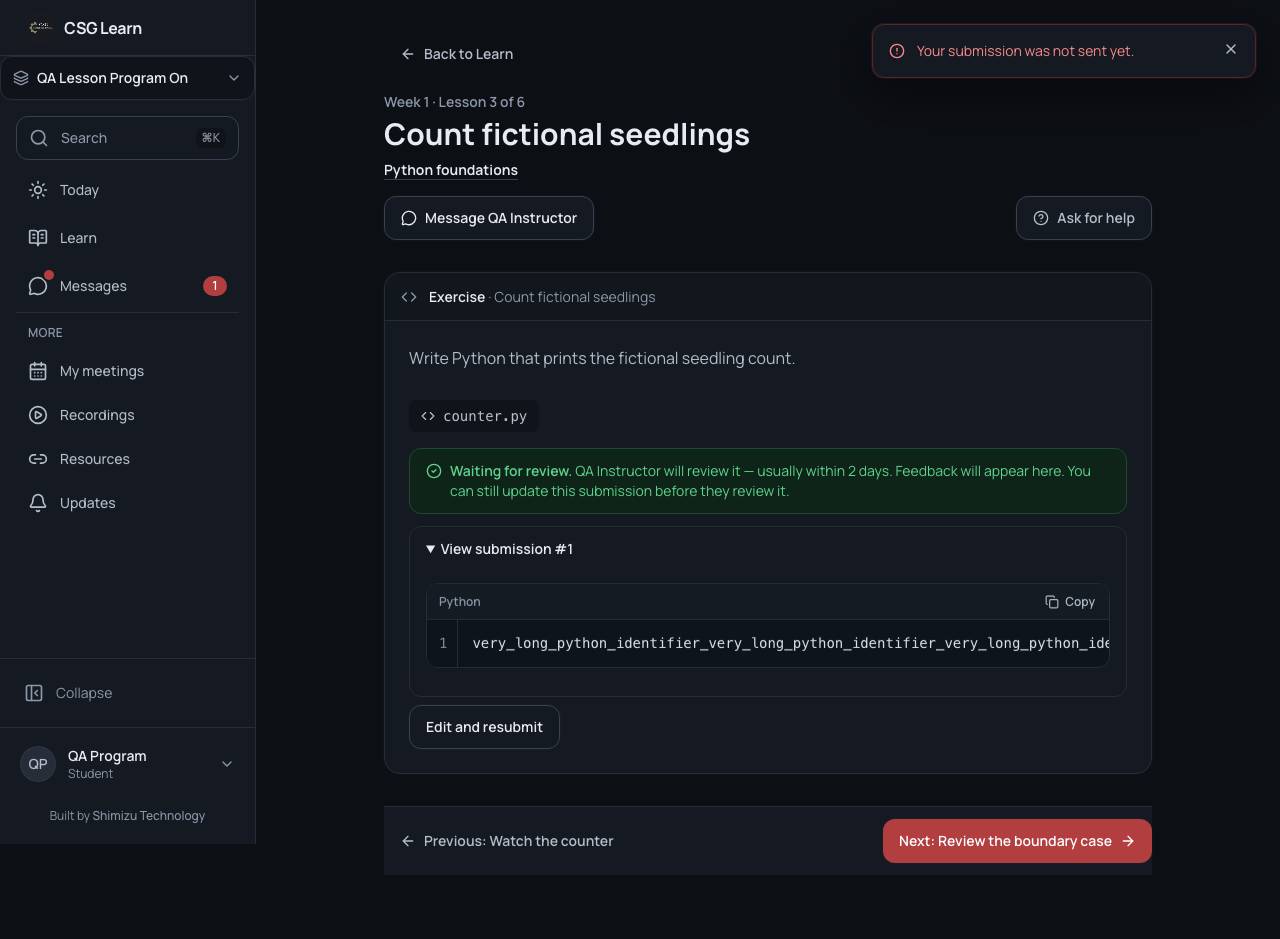 CSG Learn
QA Lesson Program On
Search
⌘K
Today
Learn
Messages
1
MORE
My meetings
Recordings
Resources
Updates
Collapse
QP
QA Program
Student
Built by Shimizu Technology
Your submission was not sent yet.
Back to Learn
Week 1 · Lesson 3 of 6
Count fictional seedlings
Python foundations
Message QA Instructor
Ask for help
Exercise · Count fictional seedlings
Write Python that prints the fictional seedling count.
counter.py
Waiting for review. QA Instructor will review it — usually within 2 days. Feedback will appear here. You
can still update this submission before they review it.
View submission #1
Python
Copy
1
very_long_python_identifier_very_long_python_identifier_very_long_python_ide
Edit and resubmit
Previous: Watch the counter
Next: Review the boundary case